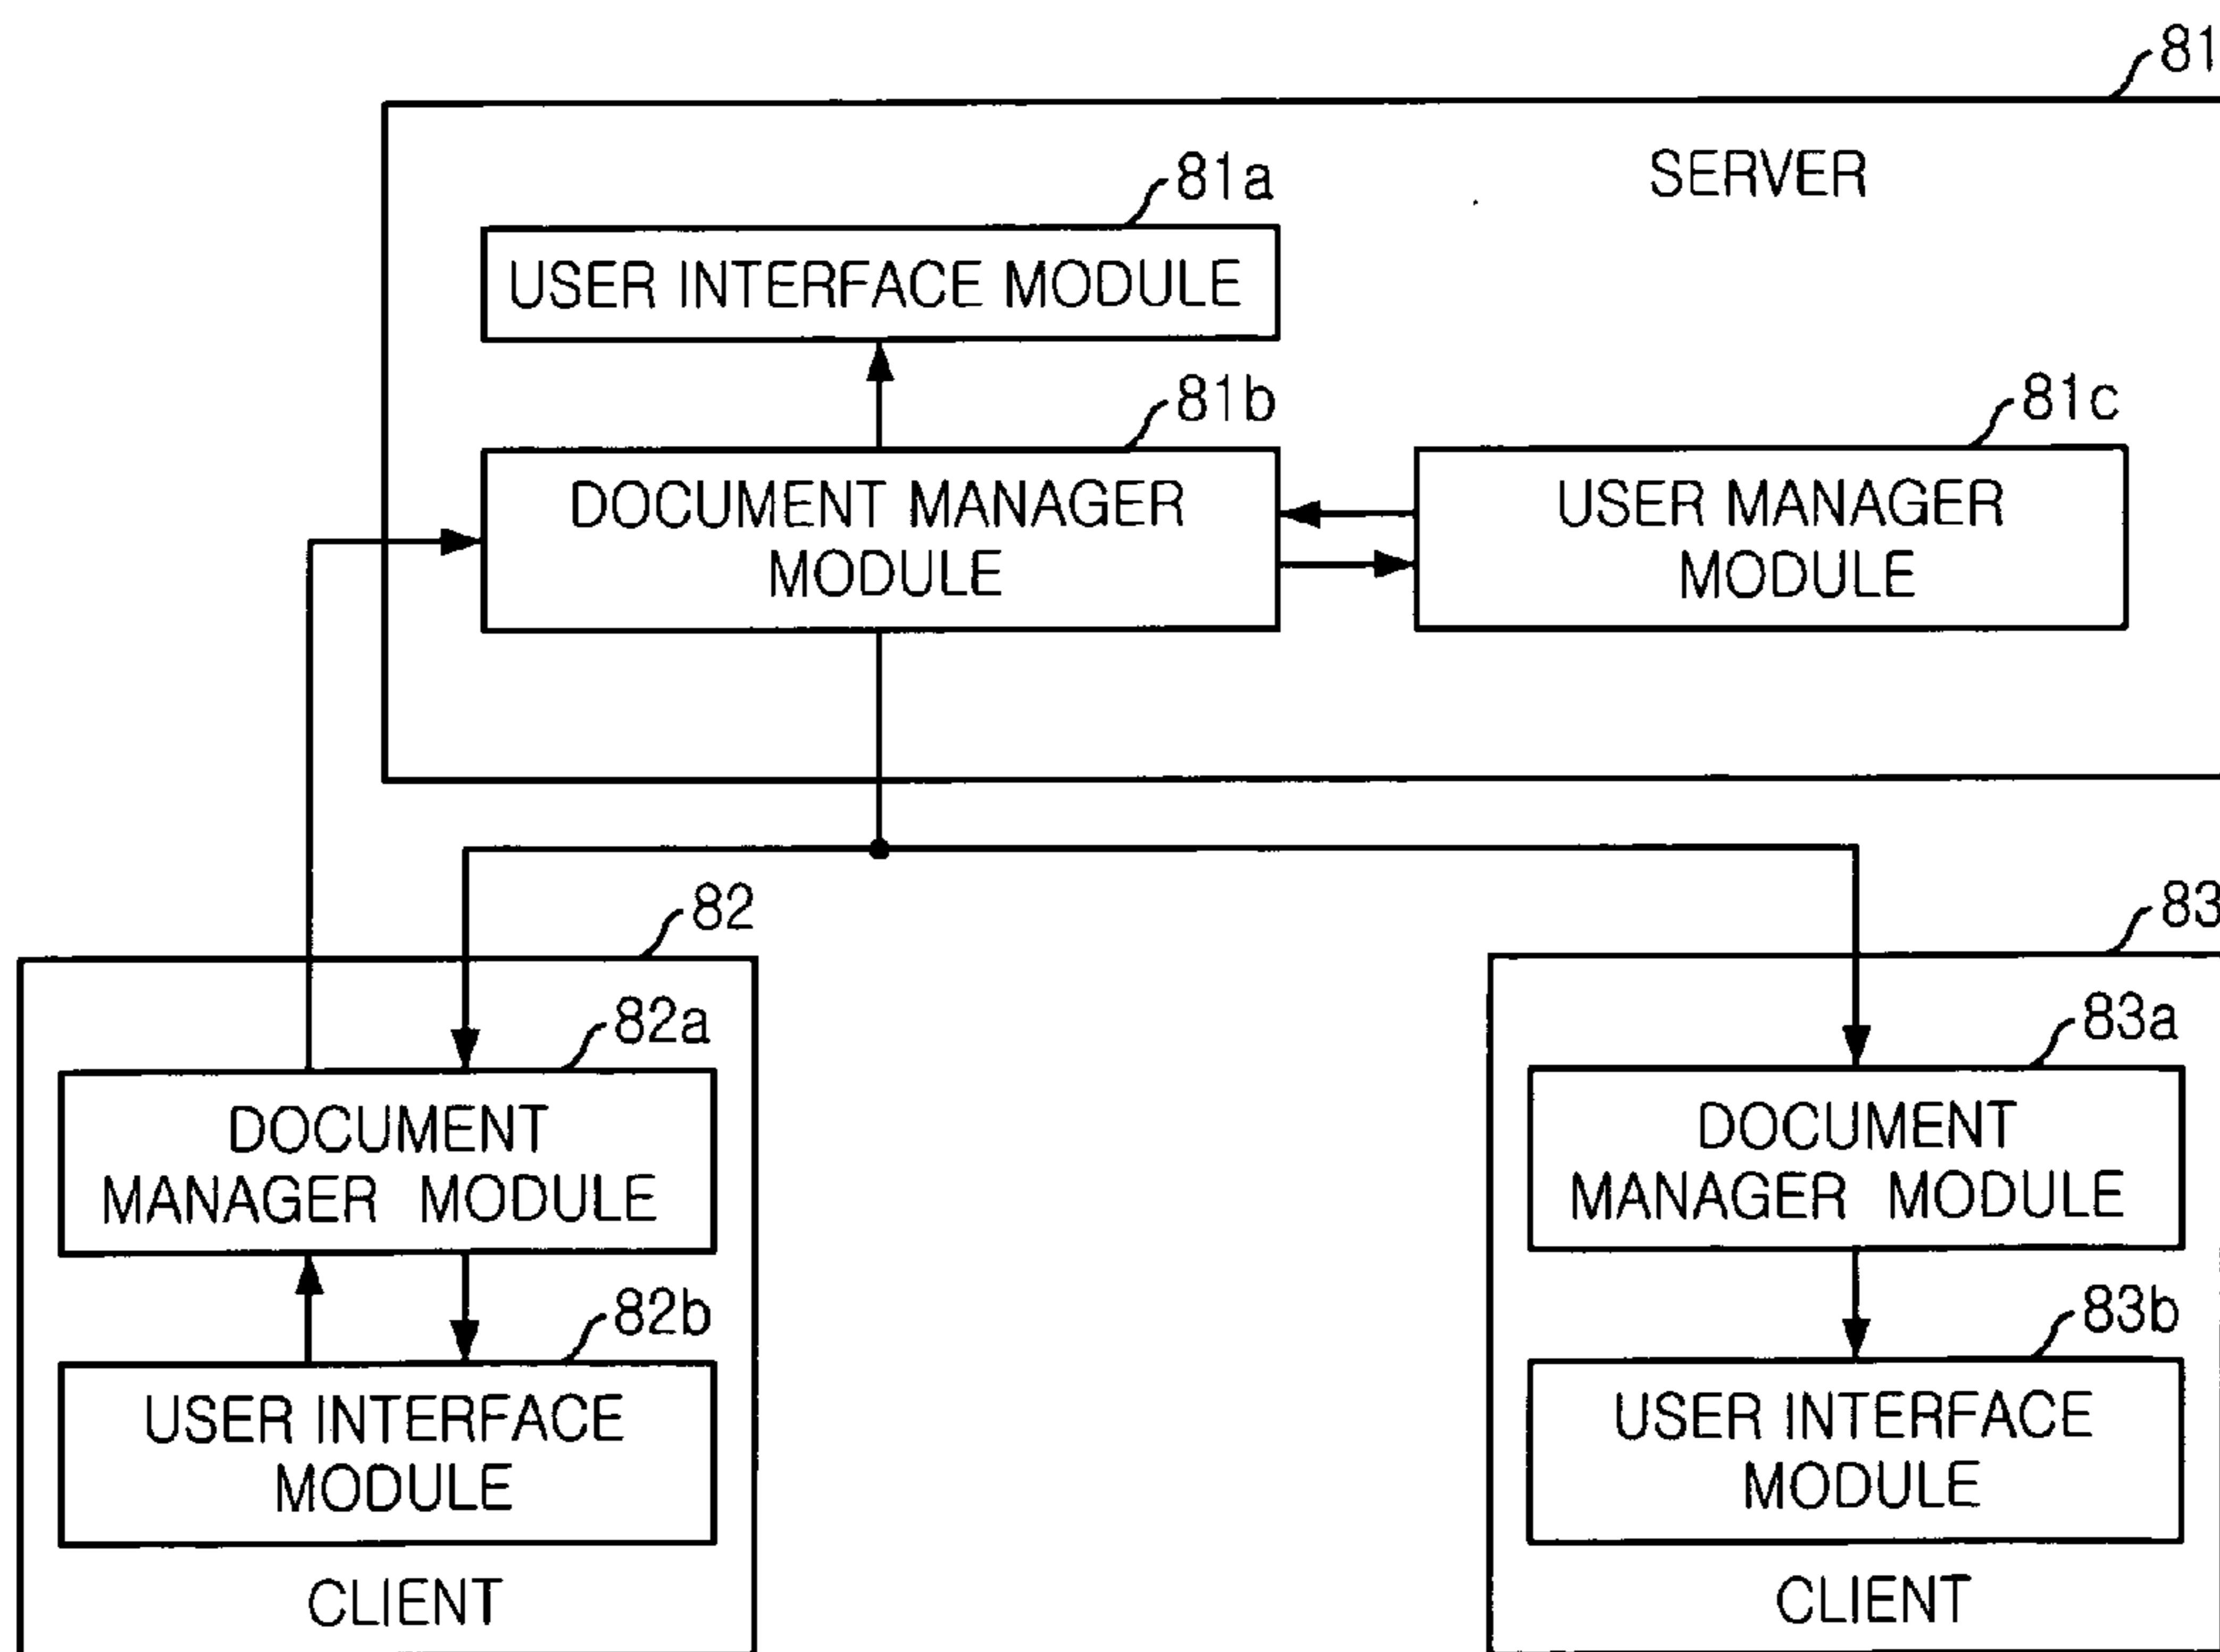 81
SERVER
81a
USER INTERFACE MODULE
81b
DOCUMENT MANAGER
MODULE
81c
USER MANAGER
MODULE
82
82a
DOCUMENT
MANAGER MODULE
82b
USER INTERFACE
MODULE
CLIENT
83
83a
DOCUMENT
MANAGER MODULE
83b
USER INTERFACE
MODULE
CLIENT